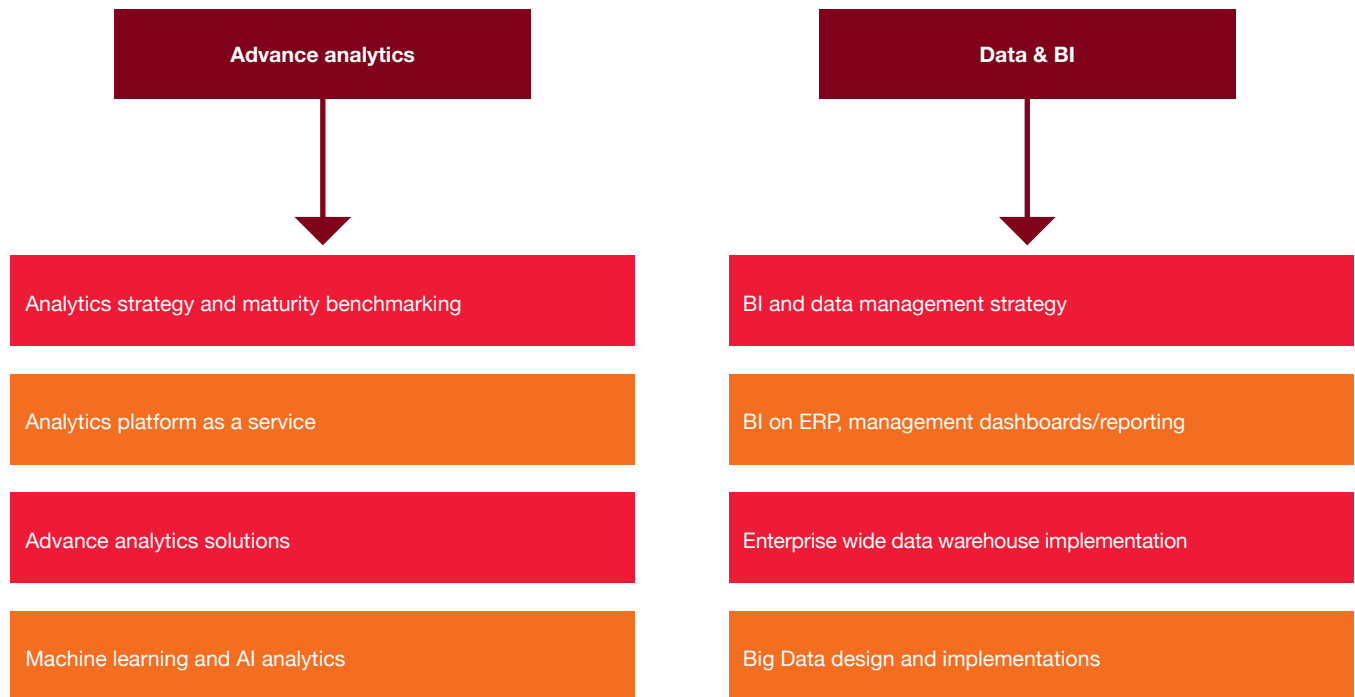 Advance analytics
Analytics strategy and maturity benchmarking
Analytics platform as a service
Advance analytics solutions
Machine learning and AI analytics
Data & BI
BI and data management strategy
BI on ERP, management dashboards/reporting
Enterprise wide data warehouse implementation
Big Data design and implementations